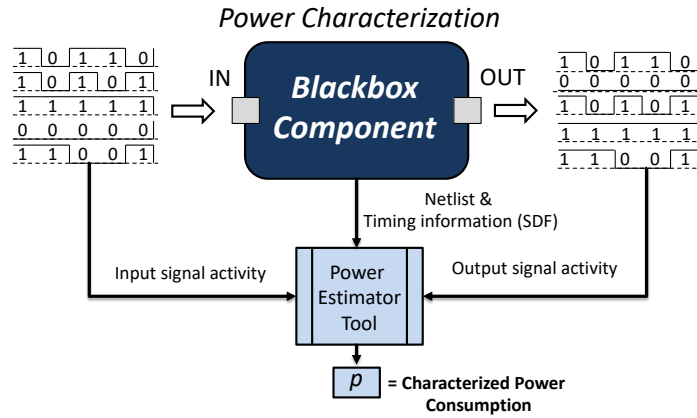 Power Characterization
1 0 1 1 0
1 0 1 0 1
1 1 1 1 1
0 0 0 0 0
1 1 0 0 1
IN
Blackbox
Component
OUT
1 0 1 1 0
0 0 0 0 0
1 0 1 0 1
1 1 1 1 1
1 1 0 0 1
Netlist &
Timing information (SDF)
Input signal activity
Power
Estimator
Tool
Output signal activity
p
= Characterized Power
Consumption